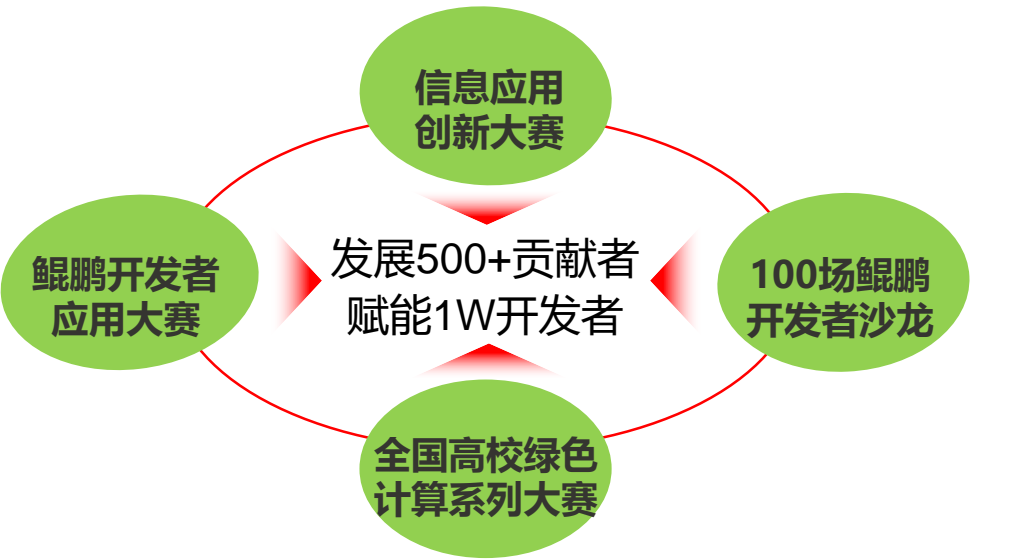 信息应用
创新大赛
鲲鹏开发者
应用大赛
发展500+贡献者
赋能1W开发者
100场鲲鹏
开发者沙龙
全国高校绿色
计算系列大赛